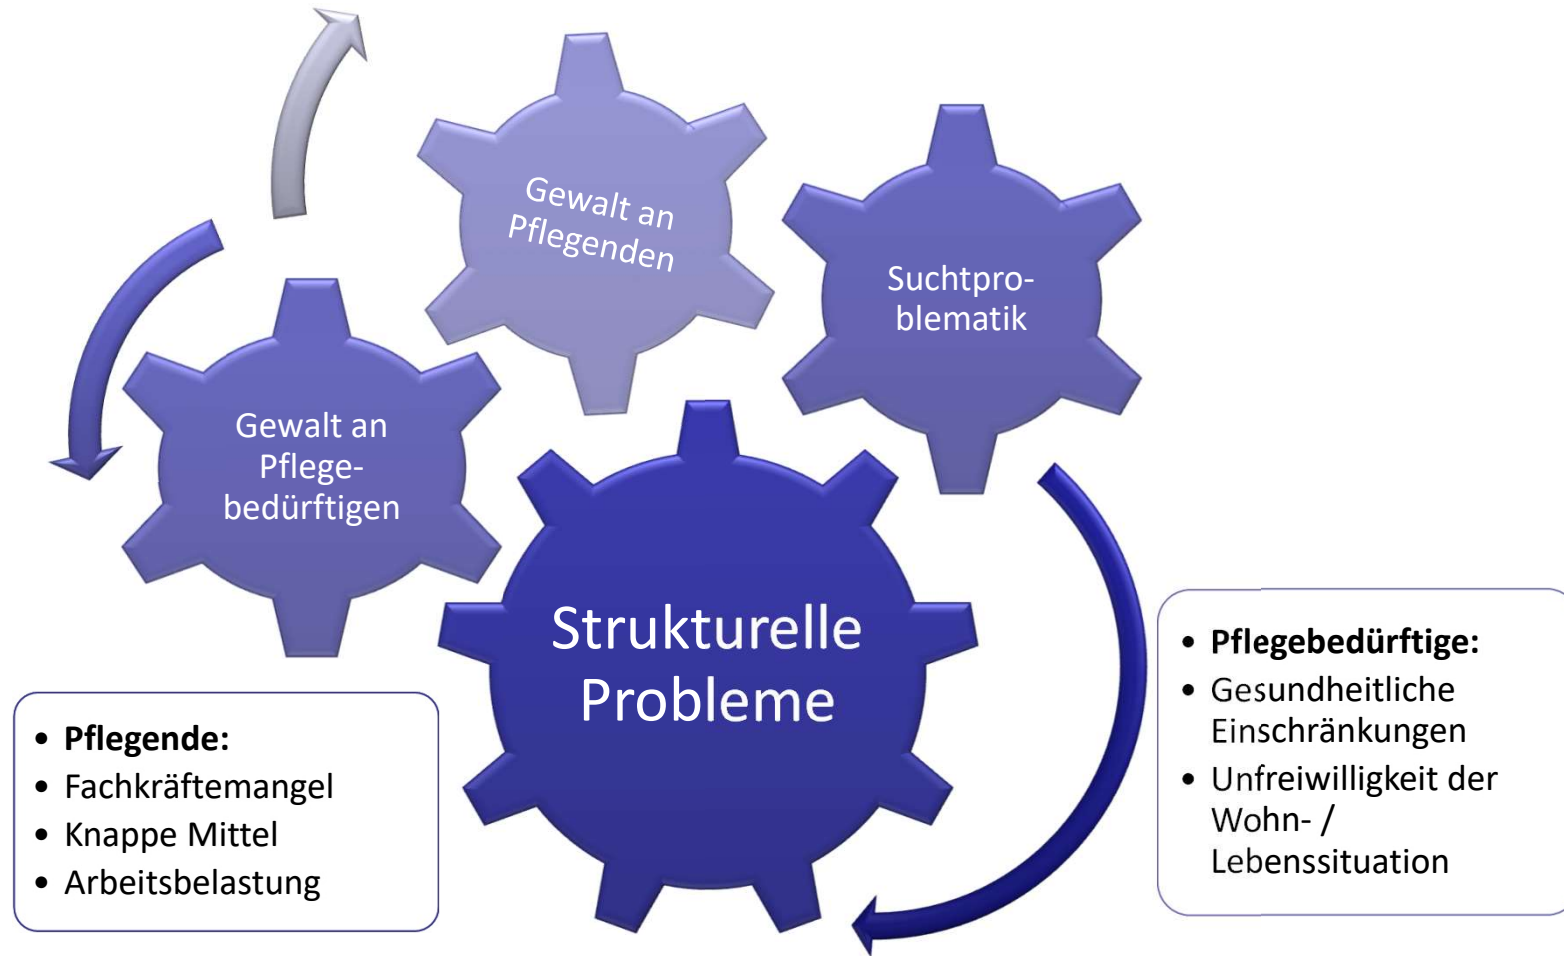 Gewalt an
Pflegenden
Suchtpro-
blematik
Gewalt an
Pflege-
bedürftigen
Strukturelle
Probleme
• Pflegende:
• Fachkräftemangel
• Knappe Mittel
• Arbeitsbelastung
• Pflegebedürftige:
• Gesundheitliche
Einschränkungen
• Unfreiwilligkeit der
Wohn- /
Lebenssituation